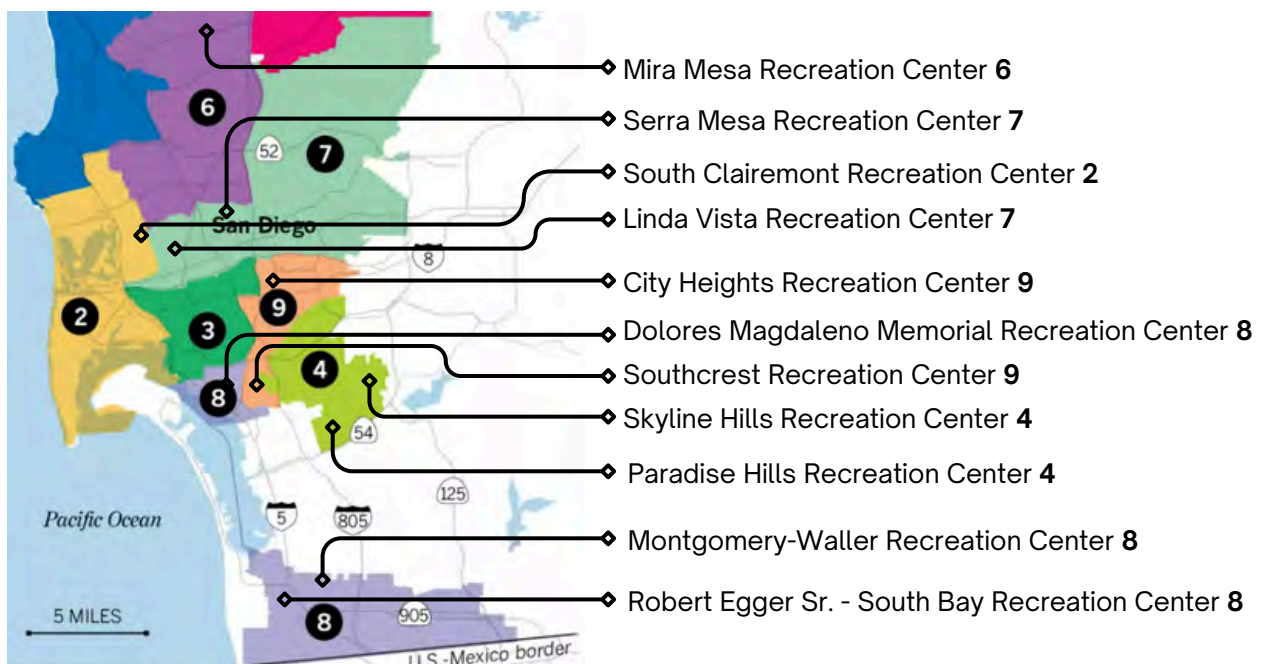 Mira Mesa Recreation Center 6
Serra Mesa Recreation Center 7
South Clairemont Recreation Center 2
Linda Vista Recreation Center 7
City Heights Recreation Center 9
Dolores Magdaleno Memorial Recreation Center 8
Southcrest Recreation Center 9
Skyline Hills Recreation Center 4
Paradise Hills Recreation Center 4
Montgomery-Waller Recreation Center 8
Robert Egger Sr. - South Bay Recreation Center 8
6
52
7
San Diego
8
2
9
3
4
8
54
125
Pacific Ocean
5
805
5 MILES
8
905
U.S.-Mexico border